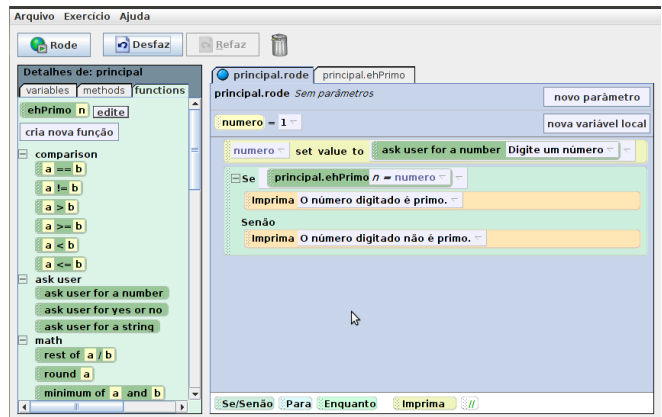 Arquivo Exercício Ajuda
Rode Desfaz Refaz
Detalhes de: principal
variables methods functions
ehPrimo n edite
cria nova função
comparison
a == b
a != b
a > b
a >= b
a < b
a <= b
ask user
ask user for a number
ask user for yes or no
ask user for a string
math
rest of a / b
round a
minimum of a and b
principal.rode principal.ehPrimo
principal.rode Sem parâmetros novo parâmetro
numero = 1 nova variável local
numero set value to ask user for a number Digite um número
Se principal.ehPrimo n = numero
Imprima O número digitado é primo.
Senão
Imprima O número digitado não é primo.
Se/Senão Para Enquanto Imprima //